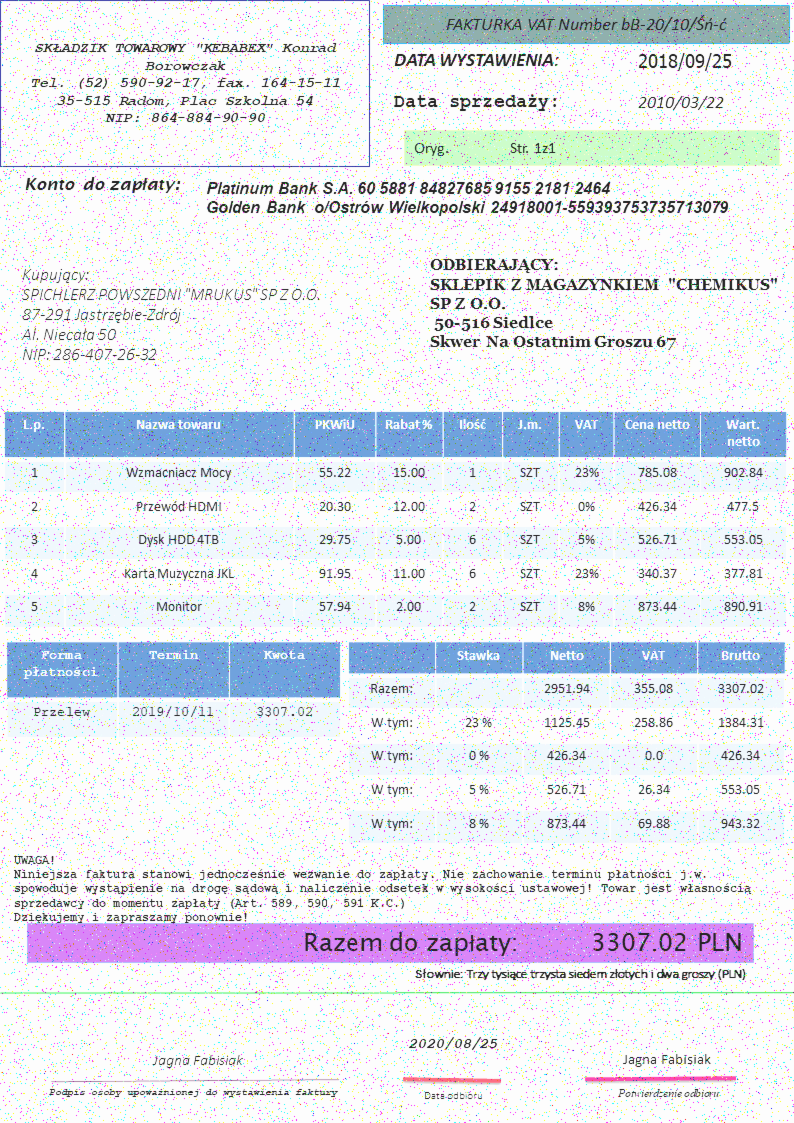 SKŁADZIK TOWAROWY "KEBABEX" Konrad
Borowczak
Tel. (52) 590-92-17, fax. 164-15-11
35-515 Radom, Plac Szkolna 54
NIP: 864-884-90-90
FAKTURKA VAT Number bB-20/10/Śń-ć
DATA WYSTAWIENIA: 2018/09/25
Data sprzedaży: 2010/03/22
Oryg. Str. 1z1
Konto do zapłaty: Platinum Bank S.A. 60 5881 84827685 9155 2181 2464
Golden Bank o/Ostrów Wielkopolski 24918001-559393753735713079
Kupujący:
SPICHLERZ POWSZEDNI "MRUKUS" SP Z O.O.
87-291 Jastrzębie-Zdrój
Al. Niecała 50
NIP: 286-407-26-32
ODBIERAJĄCY:
SKLEPIK Z MAGAZYNKIEM "CHEMIKUS"
SP Z O.O.
50-516 Siedlce
Skwer Na Ostatnim Groszu 67
L.p. Nazwa towaru PKWiU Rabat % Ilość J.m. VAT Cena netto Wart. netto
1 Wzmacniacz Mocy 55.22 15.00 1 SZT 23% 785.08 902.84
2 Przewód HDMI 20.30 12.00 2 SZT 0% 426.34 477.5
3 Dysk HDD 4TB 29.75 5.00 6 SZT 5% 526.71 553.05
4 Karta Muzyczna JKL 91.95 11.00 6 SZT 23% 340.37 377.81
5 Monitor 57.94 2.00 2 SZT 8% 873.44 890.91
Forma płatności Termin Kwota
Przelew 2019/10/11 3307.02
Stawka Netto VAT Brutto
Razem: 2951.94 355.08 3307.02
W tym: 23 % 1125.45 258.86 1384.31
W tym: 0 % 426.34 0.0 426.34
W tym: 5 % 526.71 26.34 553.05
W tym: 8 % 873.44 69.88 943.32
UWAGA!
Niniejsza faktura stanowi jednocześnie wezwanie do zapłaty. Nie zachowanie terminu płatności j.w.
spowoduje wystąpienie na drogę sądową i naliczenie odsetek w wysokości ustawowej! Towar jest własnością
sprzedawcy do momentu zapłaty (Art. 589, 590, 591 K.C.)
Dziękujemy i zapraszamy ponownie!
Razem do zapłaty: 3307.02 PLN
Słownie: Trzy tysiące trzysta siedem złotych i dwa groszy (PLN)
Jagna Fabisiak
Podpis osoby upoważnionej do wystawienia faktury
2020/08/25
Data odbioru
Jagna Fabisiak
Potwierdzenie odbioru